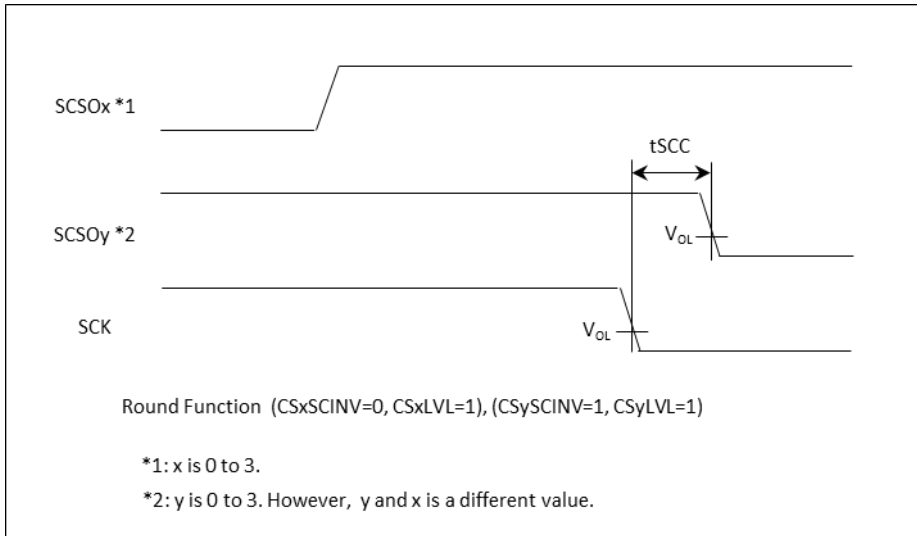 SCSOx *1
tSCC
SCSOy *2
VOL
SCK
VOL
Round Function (CSxSCINV=0, CSxLVL=1), (CSySCINV=1, CSyLVL=1)
*1: x is 0 to 3.
*2: y is 0 to 3. However, y and x is a different value.